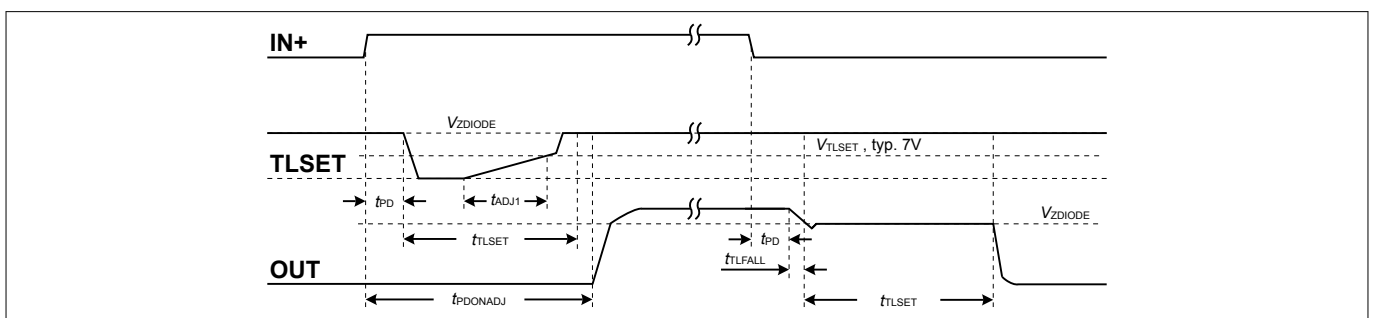 IN+
VZDIODE
VTLSET , typ. 7V
TLSET
tPD
tADJ1
VZDIODE
tTLSET
tPD
OUT
tTLFALL
tPDONADJ
tTLSET